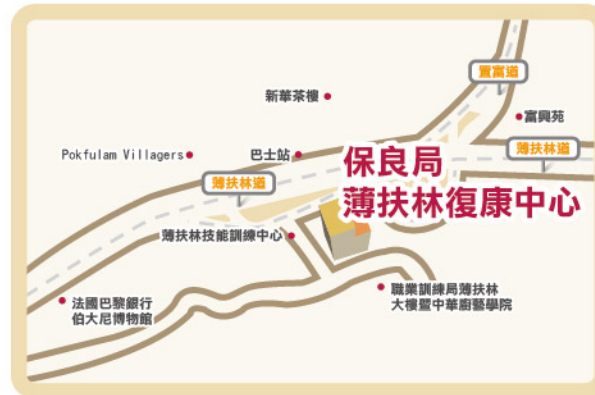 置富道
新華茶樓
富興苑
Pokfulam Villagers
巴士站
保良局
薄扶林道
薄扶林道
薄扶林復康中心
薄扶林技能訓練中心
法國巴黎銀行
伯大尼博物館
職業訓練局薄扶林
大樓暨中華廚藝學院